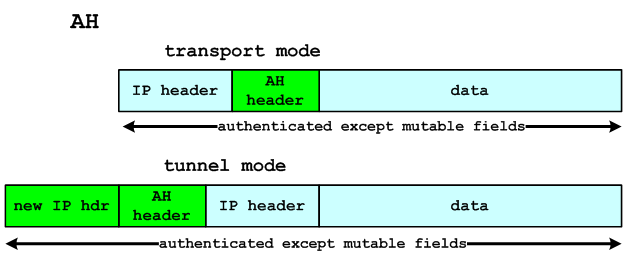 AH
transport mode
IP header
AH
header
data
authenticated except mutable fields
tunnel mode
new IP hdr
AH
header
IP header
data
authenticated except mutable fields